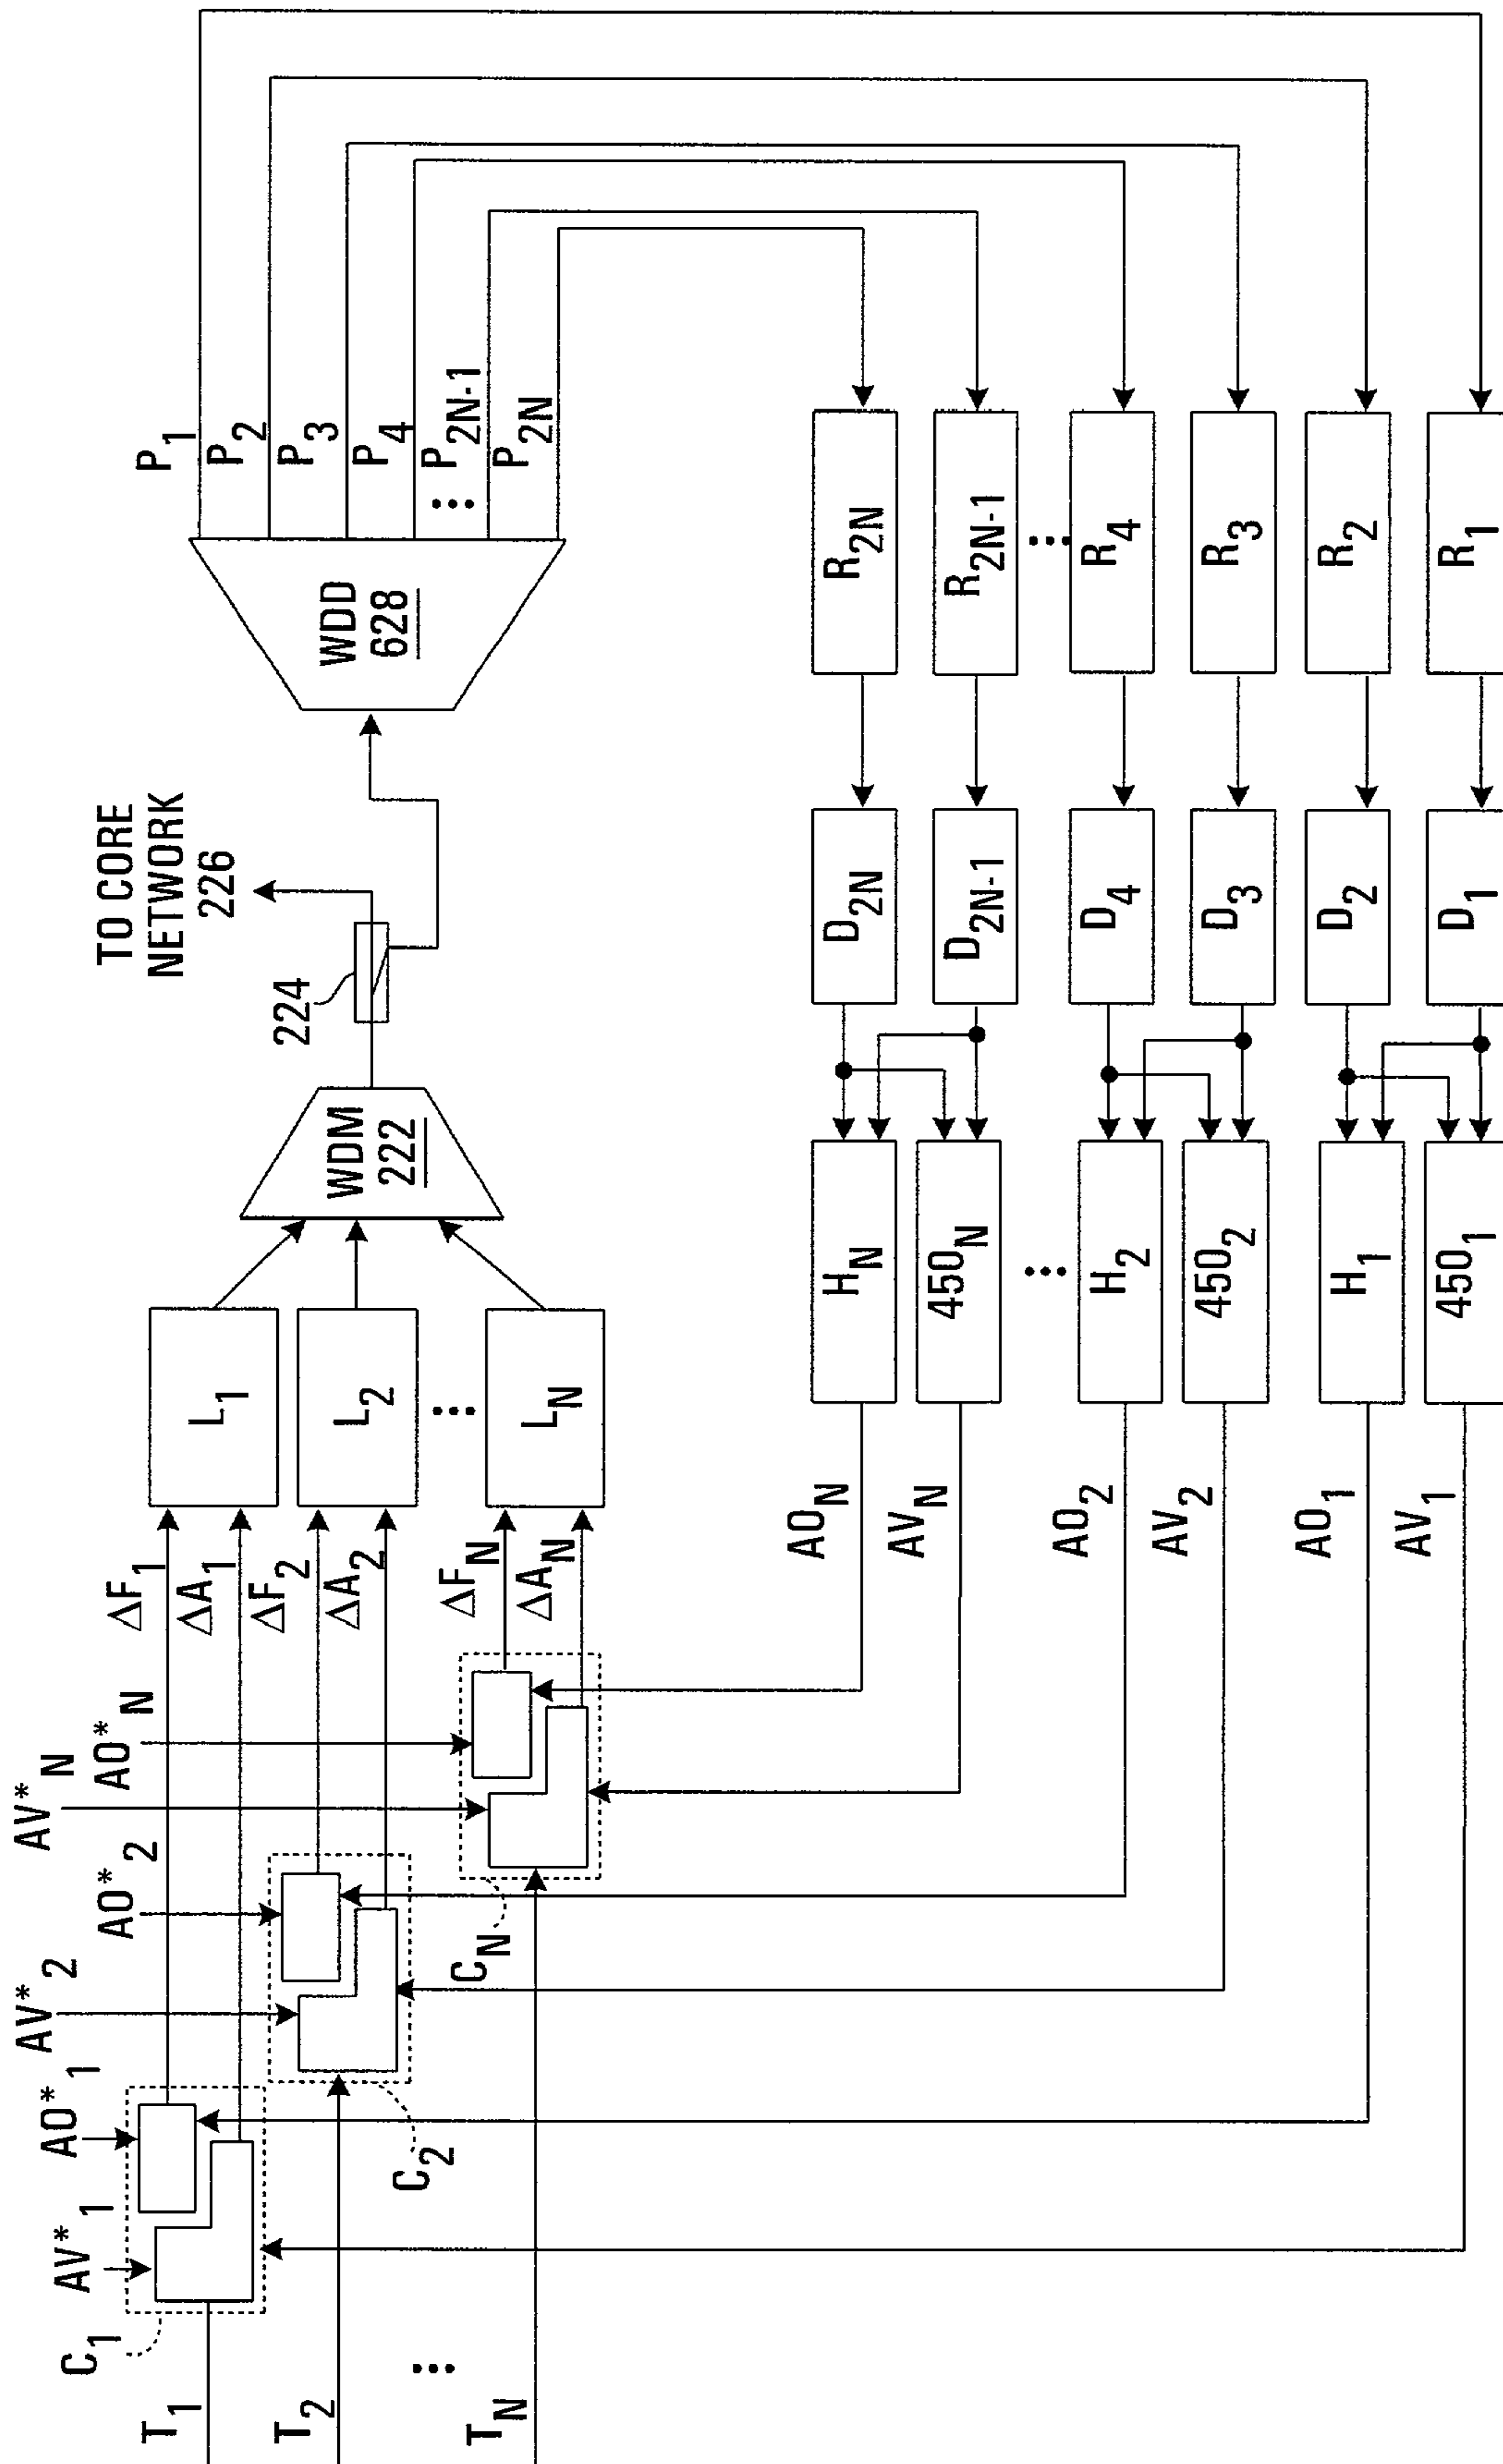 T1
T2
⋮
TN
C1
C2
CN
AV*1
AO*1
AV*2
AO*2
AV*N
AO*N
ΔF1
ΔA1
ΔF2
ΔA2
ΔFN
ΔAN
L1
L2
⋮
LN
WDM
222
224
TO CORE
NETWORK
226
WDD
628
P1
P2
P3
P4
⋮
P2N-1
P2N
AON
AVN
AO2
AV2
AO1
AV1
HN
450N
⋮
H2
4502
H1
4501
D2N
D2N-1
D4
D3
D2
D1
R2N
R2N-1
⋮
R4
R3
R2
R1